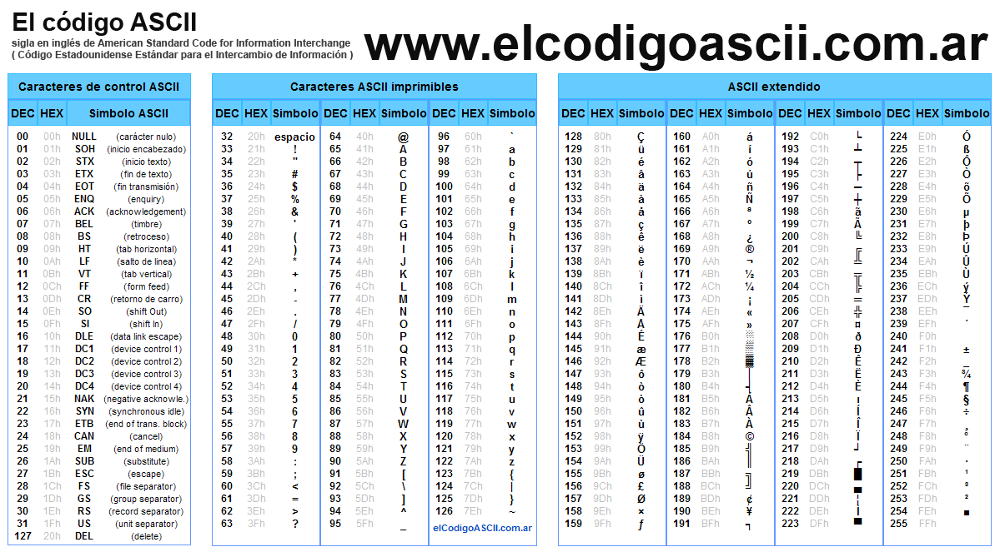 El código ASCII
sigla en inglés de American Standard Code for Information Interchange
( Código Estadounidense Estándar para el Intercambio de Información )
www.elcodigoascii.com.ar
Caracteres de control ASCII
DEC HEX Simbolo ASCII
00 00h NULL (carácter nulo)
01 01h SOH (inicio encabezado)
02 02h STX (inicio texto)
03 03h ETX (fin de texto)
04 04h EOT (fin transmisión)
05 05h ENQ (enquiry)
06 06h ACK (acknowledgement)
07 07h BEL (timbre)
08 08h BS (retroceso)
09 09h HT (tab horizontal)
10 0Ah LF (salto de linea)
11 0Bh VT (tab vertical)
12 0Ch FF (form feed)
13 0Dh CR (retorno de carro)
14 0Eh SO (shift Out)
15 0Fh SI (shift In)
16 10h DLE (data link escape)
17 11h DC1 (device control 1)
18 12h DC2 (device control 2)
19 13h DC3 (device control 3)
20 14h DC4 (device control 4)
21 15h NAK (negative acknowle.)
22 16h SYN (synchronous idle)
23 17h ETB (end of trans. block)
24 18h CAN (cancel)
25 19h EM (end of medium)
26 1Ah SUB (substitute)
27 1Bh ESC (escape)
28 1Ch FS (file separator)
29 1Dh GS (group separator)
30 1Eh RS (record separator)
31 1Fh US (unit separator)
127 20h DEL (delete)
Caracteres ASCII imprimibles
DEC HEX Simbolo
32 20h espacio
33 21h !
34 22h "
35 23h #
36 24h $
37 25h %
38 26h &
39 27h '
40 28h (
41 29h )
42 2Ah *
43 2Bh +
44 2Ch ,
45 2Dh -
46 2Eh .
47 2Fh /
48 30h 0
49 31h 1
50 32h 2
51 33h 3
52 34h 4
53 35h 5
54 36h 6
55 37h 7
56 38h 8
57 39h 9
58 3Ah :
59 3Bh ;
60 3Ch <
61 3Dh =
62 3Eh >
63 3Fh ?
DEC HEX Simbolo
64 40h @
65 41h A
66 42h B
67 43h C
68 44h D
69 45h E
70 46h F
71 47h G
72 48h H
73 49h I
74 4Ah J
75 4Bh K
76 4Ch L
77 4Dh M
78 4Eh N
79 4Fh O
80 50h P
81 51h Q
82 52h R
83 53h S
84 54h T
85 55h U
86 56h V
87 57h W
88 58h X
89 59h Y
90 5Ah Z
91 5Bh [
92 5Ch \
93 5Dh ]
94 5Eh ^
95 5Fh _
DEC HEX Simbolo
96 60h `
97 61h a
98 62h b
99 63h c
100 64h d
101 65h e
102 66h f
103 67h g
104 68h h
105 69h i
106 6Ah j
107 6Bh k
108 6Ch l
109 6Dh m
110 6Eh n
111 6Fh o
112 70h p
113 71h q
114 72h r
115 73h s
116 74h t
117 75h u
118 76h v
119 77h w
120 78h x
121 79h y
122 7Ah z
123 7Bh {
124 7Ch |
125 7Dh }
126 7Eh ~
elCodigoASCII.com.ar
ASCII extendido
DEC HEX Simbolo
128 80h Ç
129 81h ü
130 82h é
131 83h â
132 84h ä
133 85h à
134 86h å
135 87h ç
136 88h ê
137 89h ë
138 8Ah è
139 8Bh ï
140 8Ch î
141 8Dh ì
142 8Eh Ä
143 8Fh Å
144 90h É
145 91h æ
146 92h Æ
147 93h ô
148 94h ò
149 95h ò
150 96h û
151 97h ù
152 98h ÿ
153 99h Ö
154 9Ah Ü
155 9Bh ø
156 9Ch £
157 9Dh Ø
158 9Eh ×
159 9Fh ƒ
DEC HEX Simbolo
160 A0h á
161 A1h í
162 A2h ó
163 A3h ú
164 A4h ñ
165 A5h Ñ
166 A6h ª
167 A7h º
168 A8h ¿
169 A9h ®
170 AAh ¬
171 ABh ½
172 ACh ¼
173 ADh ¡
174 AEh «
175 AFh »
176 B0h ░
177 B1h ▒
178 B2h ▓
179 B3h │
180 B4h ┤
181 B5h Á
182 B6h Â
183 B7h À
184 B8h ©
185 B9h ╣
186 BAh ║
187 BBh ╗
188 BCh ╝
189 BDh ¢
190 BEh ¥
191 BFh ┐
DEC HEX Simbolo
192 C0h └
193 C1h ┴
194 C2h ┬
195 C3h ├
196 C4h ─
197 C5h ┼
198 C6h ã
199 C7h Ã
200 C8h ╚
201 C9h ╔
202 CAh ╩
203 CBh ╦
204 CCh ╠
205 CDh ═
206 CEh ╬
207 CFh ¤
208 D0h ð
209 D1h Ð
210 D2h Ê
211 D3h Ë
212 D4h È
213 D5h ı
214 D6h Í
215 D7h Î
216 D8h Ï
217 D9h ┘
218 DAh ┌
219 DBh █
220 DCh ▄
221 DDh ¦
222 DEh Ì
223 DFh ▀
DEC HEX Simbolo
224 E0h Ó
225 E1h ß
226 E2h Ô
227 E3h Ò
228 E4h õ
229 E5h Õ
230 E6h µ
231 E7h þ
232 E8h Þ
233 E9h Ú
234 EAh Û
235 EBh Ù
236 ECh ý
237 EDh Ý
238 EEh ¯
239 EFh ´
240 F0h
241 F1h ±
242 F2h _
243 F3h ¾
244 F4h ¶
245 F5h §
246 F6h ÷
247 F7h ¸
248 F8h °
249 F9h ¨
250 FAh ·
251 FBh ¹
252 FCh ³
253 FDh ²
254 FEh ■
255 FFh